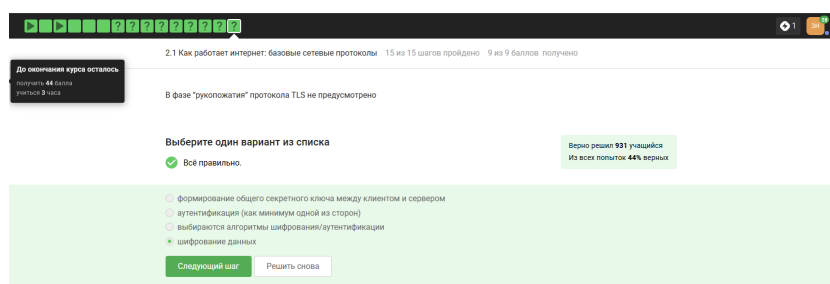 ? ? ? ? ? ? ? ? ?
1
2.1 Как работает интернет: базовые сетевые протоколы 15 из 15 шагов пройдено 9 из 9 баллов получено
До окончания курса осталось
получить 44 балла
учиться 3 часа
В фазе "рукопожатия" протокола TLS не предусмотрено
Выберите один вариант из списка
Всё правильно.
Верно решил 931 учащийся
Из всех попыток 44% верных
формирование общего секретного ключа между клиентом и сервером
аутентификация (как минимум одной из сторон)
выбираются алгоритмы шифрования/аутентификации
шифрование данных
Следующий шаг Решить снова